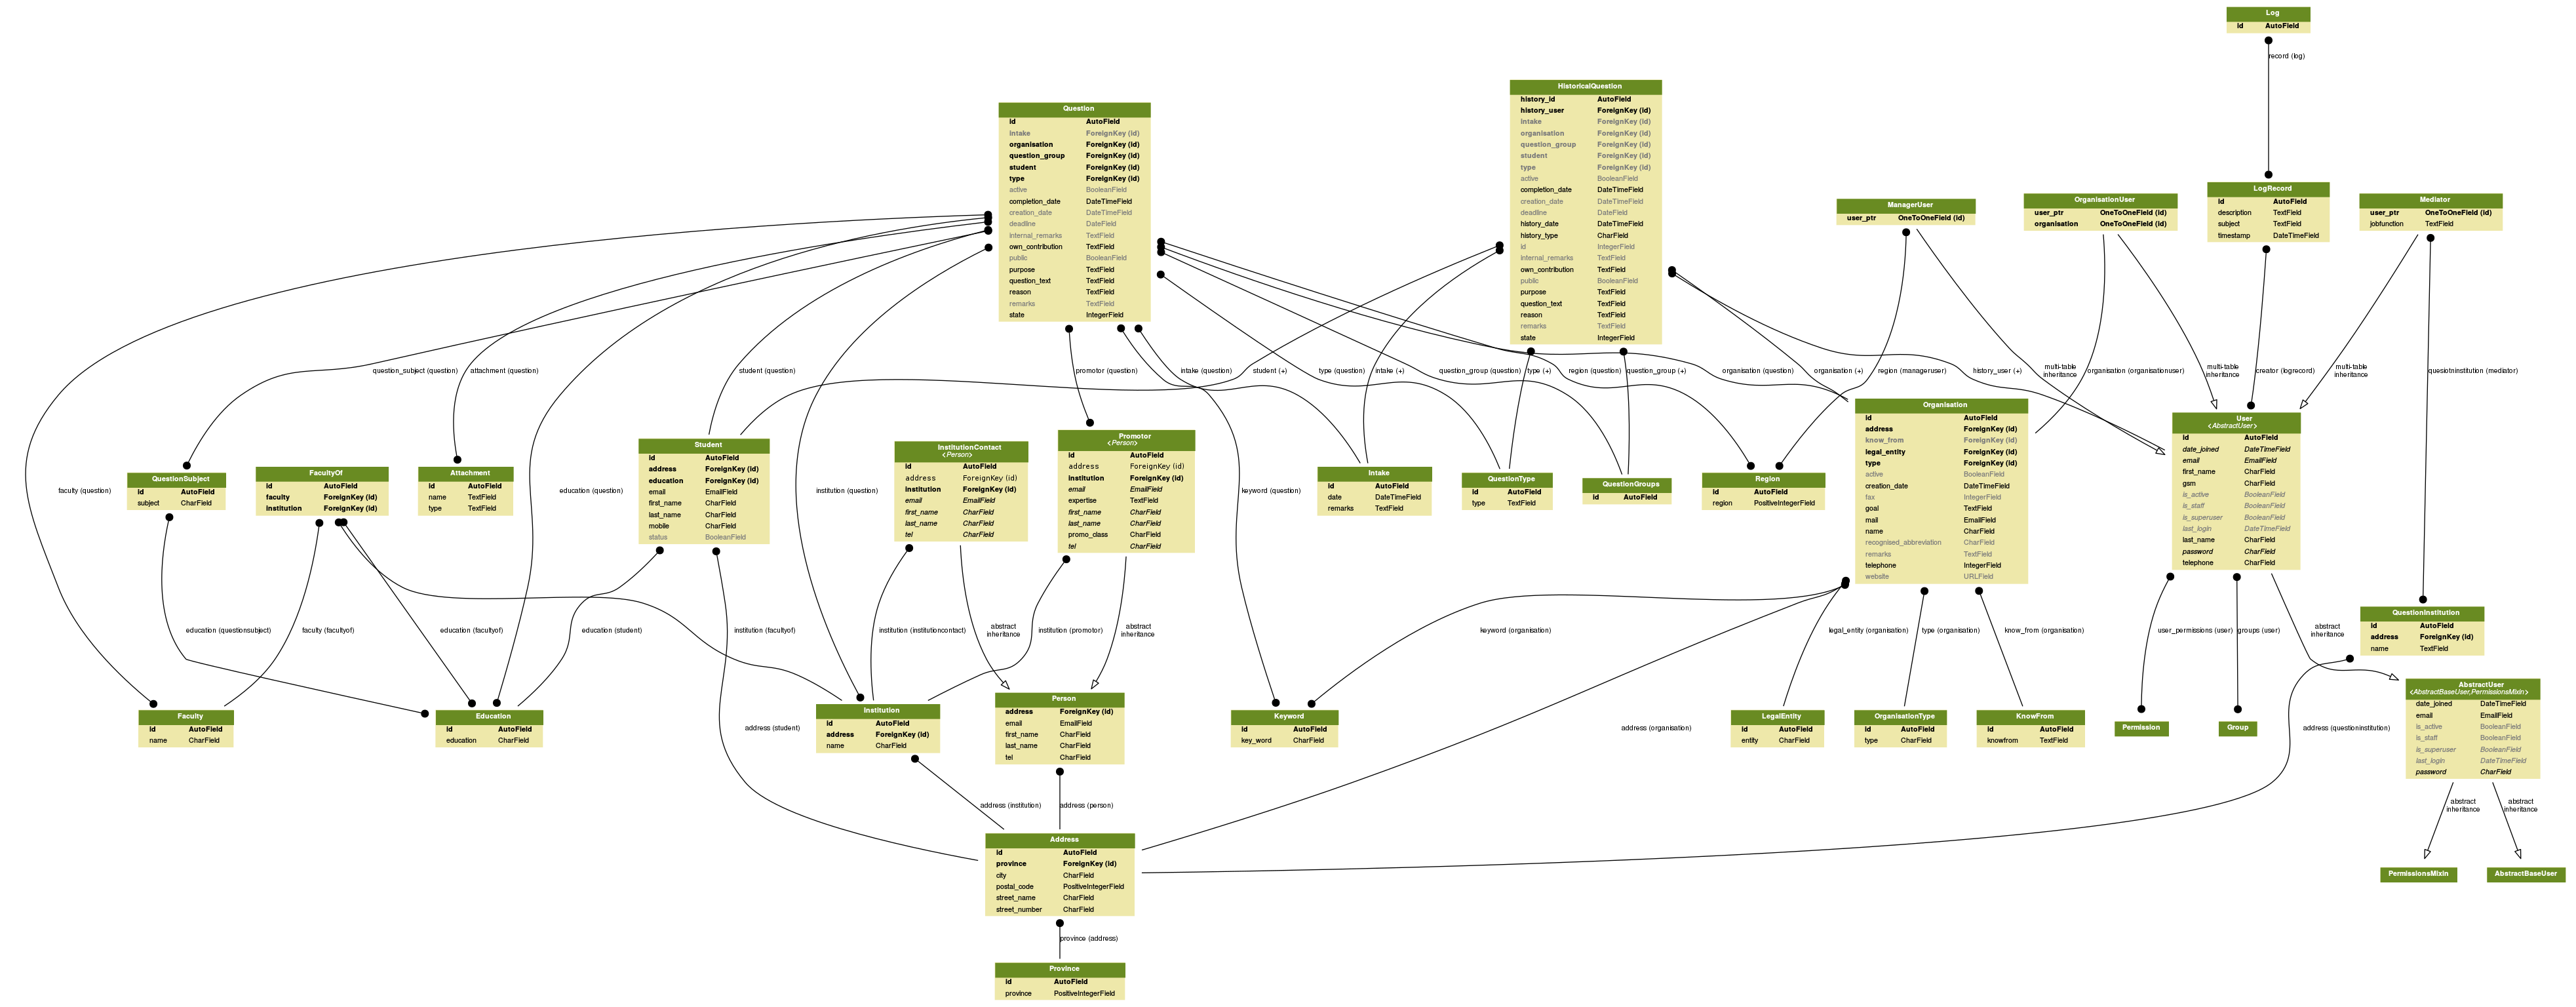 Log
id AutoField
record (log)
HistoricalQuestion
history_id AutoField
history_user ForeignKey (id)
intake ForeignKey (id)
organisation ForeignKey (id)
question_group ForeignKey (id)
student ForeignKey (id)
type ForeignKey (id)
active BooleanField
completion_date DateTimeField
creation_date DateTimeField
deadline DateField
history_date DateTimeField
history_type CharField
id IntegerField
internal_remarks TextField
own_contribution TextField
public BooleanField
purpose TextField
question_text TextField
reason TextField
remarks TextField
state IntegerField
Question
id AutoField
intake ForeignKey (id)
organisation ForeignKey (id)
question_group ForeignKey (id)
student ForeignKey (id)
type ForeignKey (id)
active BooleanField
completion_date DateTimeField
creation_date DateTimeField
deadline DateField
internal_remarks TextField
own_contribution TextField
public BooleanField
purpose TextField
question_text TextField
reason TextField
remarks TextField
state IntegerField
ManagerUser
user_ptr OneToOneField (id)
OrganisationUser
user_ptr OneToOneField (id)
organisation OneToOneField (id)
LogRecord
id AutoField
description TextField
subject TextField
timestamp DateTimeField
Mediator
user_ptr OneToOneField (id)
jobfunction TextField
question_subject (question)
attachment (question)
student (question)
promotor (question)
intake (question)
student (+)
type (question)
intake (+)
question_group (question)
type (+)
region (question)
question_group (+)
organisation (question)
organisation (+)
region (manageruser)
history_user (+)
multi-table
inheritance
organisation (organisationuser)
multi-table
inheritance
creator (logrecord)
multi-table
inheritance
quesiotninstitution (mediator)
faculty (question)
education (question)
institution (question)
keyword (question)
QuestionSubject
id AutoField
subject CharField
FacultyOf
id AutoField
faculty ForeignKey (id)
institution ForeignKey (id)
Attachment
id AutoField
name TextField
type TextField
Student
id AutoField
address ForeignKey (id)
education ForeignKey (id)
email EmailField
first_name CharField
last_name CharField
mobile CharField
status BooleanField
InstitutionContact
<Person>
id AutoField
address ForeignKey (id)
institution ForeignKey (id)
email EmailField
first_name CharField
last_name CharField
tel CharField
Promotor
<Person>
id AutoField
address ForeignKey (id)
institution ForeignKey (id)
email EmailField
expertise TextField
first_name CharField
last_name CharField
promo_class CharField
tel CharField
Intake
id AutoField
date DateTimeField
remarks TextField
QuestionType
id AutoField
type TextField
QuestionGroups
id AutoField
Region
id AutoField
region PositiveIntegerField
Organisation
id AutoField
address ForeignKey (id)
know_from ForeignKey (id)
legal_entity ForeignKey (id)
type ForeignKey (id)
active BooleanField
creation_date DateTimeField
fax IntegerField
goal TextField
mail EmailField
name CharField
recognised_abbreviation CharField
remarks TextField
telephone IntegerField
website URLField
User
<AbstractUser>
id AutoField
date_joined DateTimeField
email EmailField
first_name CharField
gsm CharField
is_active BooleanField
is_staff BooleanField
is_superuser BooleanField
last_login DateTimeField
last_name CharField
password CharField
telephone CharField
QuestionInstitution
id AutoField
address ForeignKey (id)
name TextField
education (questionsubject)
faculty (facultyof)
education (facultyof)
education (student)
institution (facultyof)
institution (institutioncontact)
abstract
inheritance
institution (promotor)
abstract
inheritance
keyword (organisation)
legal_entity (organisation)
type (organisation)
know_from (organisation)
user_permissions (user)
groups (user)
abstract
inheritance
Faculty
id AutoField
name CharField
Education
id AutoField
education CharField
address (student)
Institution
id AutoField
address ForeignKey (id)
name CharField
Person
address ForeignKey (id)
email EmailField
first_name CharField
last_name CharField
tel CharField
Keyword
id AutoField
key_word CharField
address (organisation)
LegalEntity
id AutoField
entity CharField
OrganisationType
id AutoField
type CharField
KnowFrom
id AutoField
knowfrom TextField
Permission
Group
address (questioninstitution)
AbstractUser
<AbstractBaseUser,PermissionsMixin>
date_joined DateTimeField
email EmailField
is_active BooleanField
is_staff BooleanField
is_superuser BooleanField
last_login DateTimeField
password CharField
address (institution)
address (person)
abstract
inheritance
abstract
inheritance
Address
id AutoField
province ForeignKey (id)
city CharField
postal_code PositiveIntegerField
street_name CharField
street_number CharField
PermissionsMixin
AbstractBaseUser
province (address)
Province
id AutoField
province PositiveIntegerField